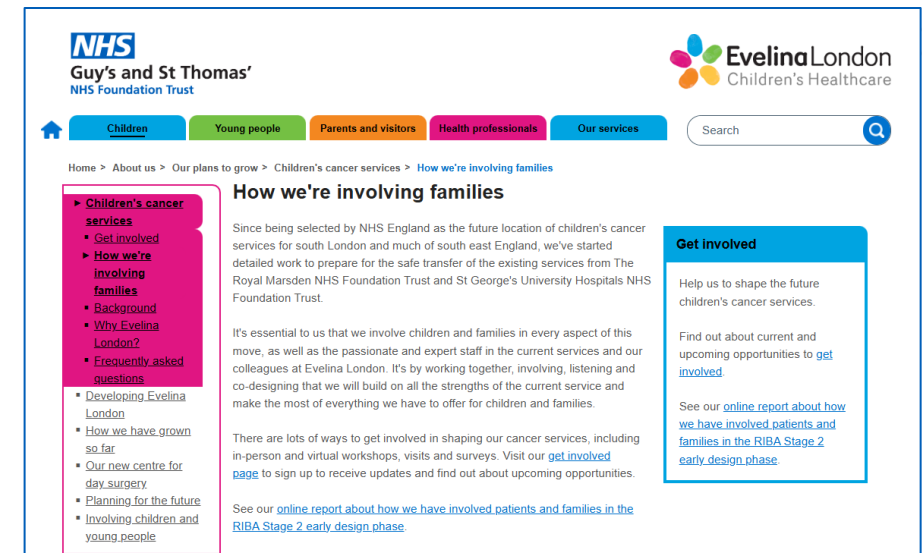 NHS
Guy's and St Thomas'
NHS Foundation Trust
Evelina London
Children's Healthcare
Children
Young people
Parents and visitors
Health professionals
Our services
Search
Home > About us > Our plans to grow > Children's cancer services > How we're involving families
► Children's cancer
services
▪ Get involved
► How we're
involving
families
▪ Background
▪ Why Evelina
London?
▪ Frequently asked
questions
▪ Developing Evelina
London
▪ How we have grown
so far
▪ Our new centre for
day surgery
▪ Planning for the future
▪ Involving children and
young people
How we're involving families
Since being selected by NHS England as the future location of children's cancer
services for south London and much of south east England, we've started
detailed work to prepare for the safe transfer of the existing services from The
Royal Marsden NHS Foundation Trust and St George's University Hospitals NHS
Foundation Trust.
It's essential to us that we involve children and families in every aspect of this
move, as well as the passionate and expert staff in the current services and our
colleagues at Evelina London. It's by working together, involving, listening and
co-designing that we will build on all the strengths of the current service and
make the most of everything we have to offer for children and families.
There are lots of ways to get involved in shaping our cancer services, including
in-person and virtual workshops, visits and surveys. Visit our get involved
page to sign up to receive updates and find out about upcoming opportunities.
See our online report about how we have involved patients and families in the
RIBA Stage 2 early design phase.
Get involved
Help us to shape the future
children's cancer services.
Find out about current and
upcoming opportunities to get
involved.
See our online report about how
we have involved patients and
families in the RIBA Stage 2
early design phase.